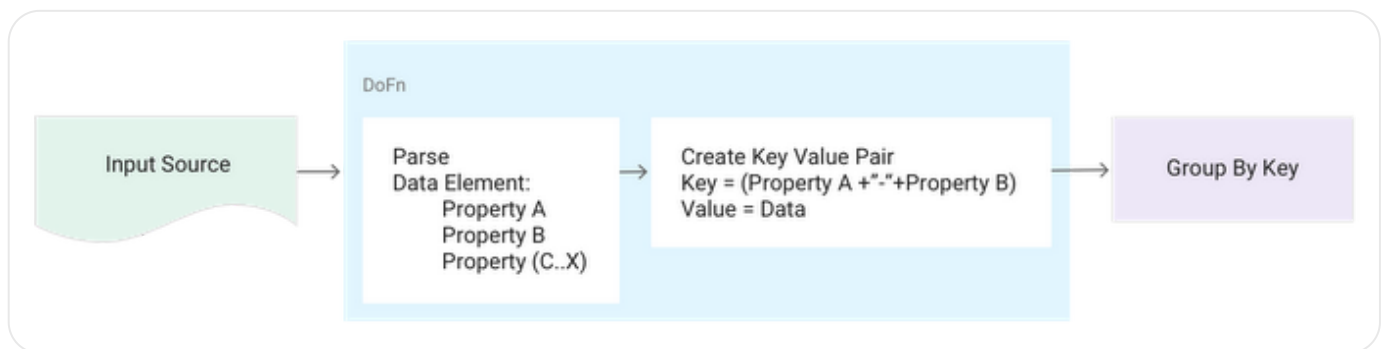 DoFn
Input Source
Parse
Data Element:
Property A
Property B
Property (C..X)
Create Key Value Pair
Key = (Property A +”-“+Property B)
Value = Data
Group By Key